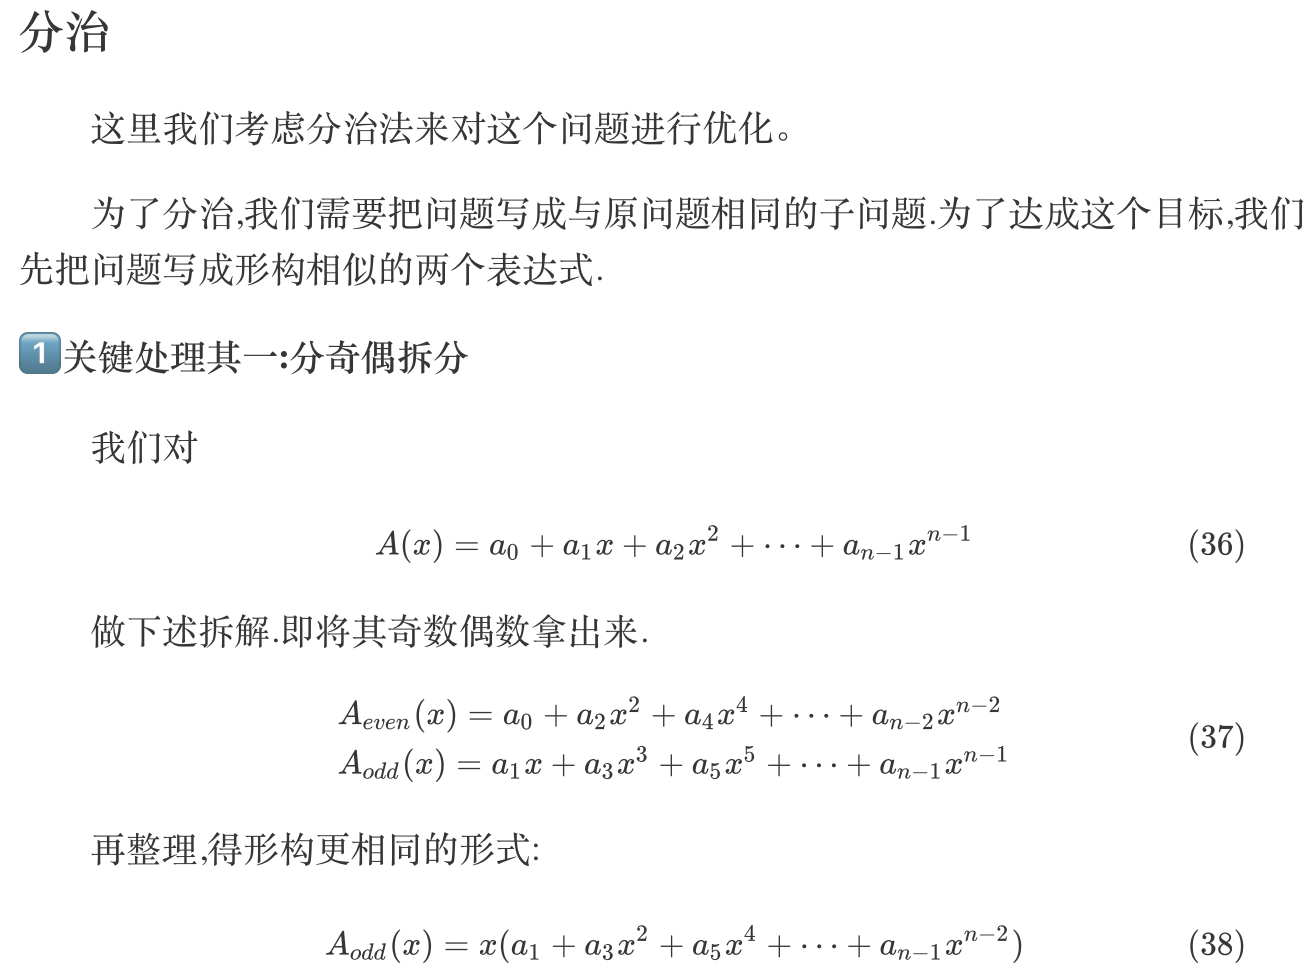 分治
这里我们考虑分治法来对这个问题进行优化。
为了分治,我们需要把问题写成与原问题相同的子问题.为了达成这个目标,我们
先把问题写成形构相似的两个表达式.
1关键处理其一:分奇偶拆分
我们对
A(x) = a_0 + a_1x + a_2x^2 + ⋯ + a_{n−1}x^{n−1} (36)
做下述拆解.即将其奇数偶数拿出来.
A_{even}(x) = a_0 + a_2x^2 + a_4x^4 + ⋯ + a_{n−2}x^{n−2}
A_{odd}(x) = a_1x + a_3x^3 + a_5x^5 + ⋯ + a_{n−1}x^{n−1}
(37)
再整理,得形构更相同的形式:
A_{odd}(x) = x(a_1 + a_3x^2 + a_5x^4 + ⋯ + a_{n−1}x^{n−2}) (38)